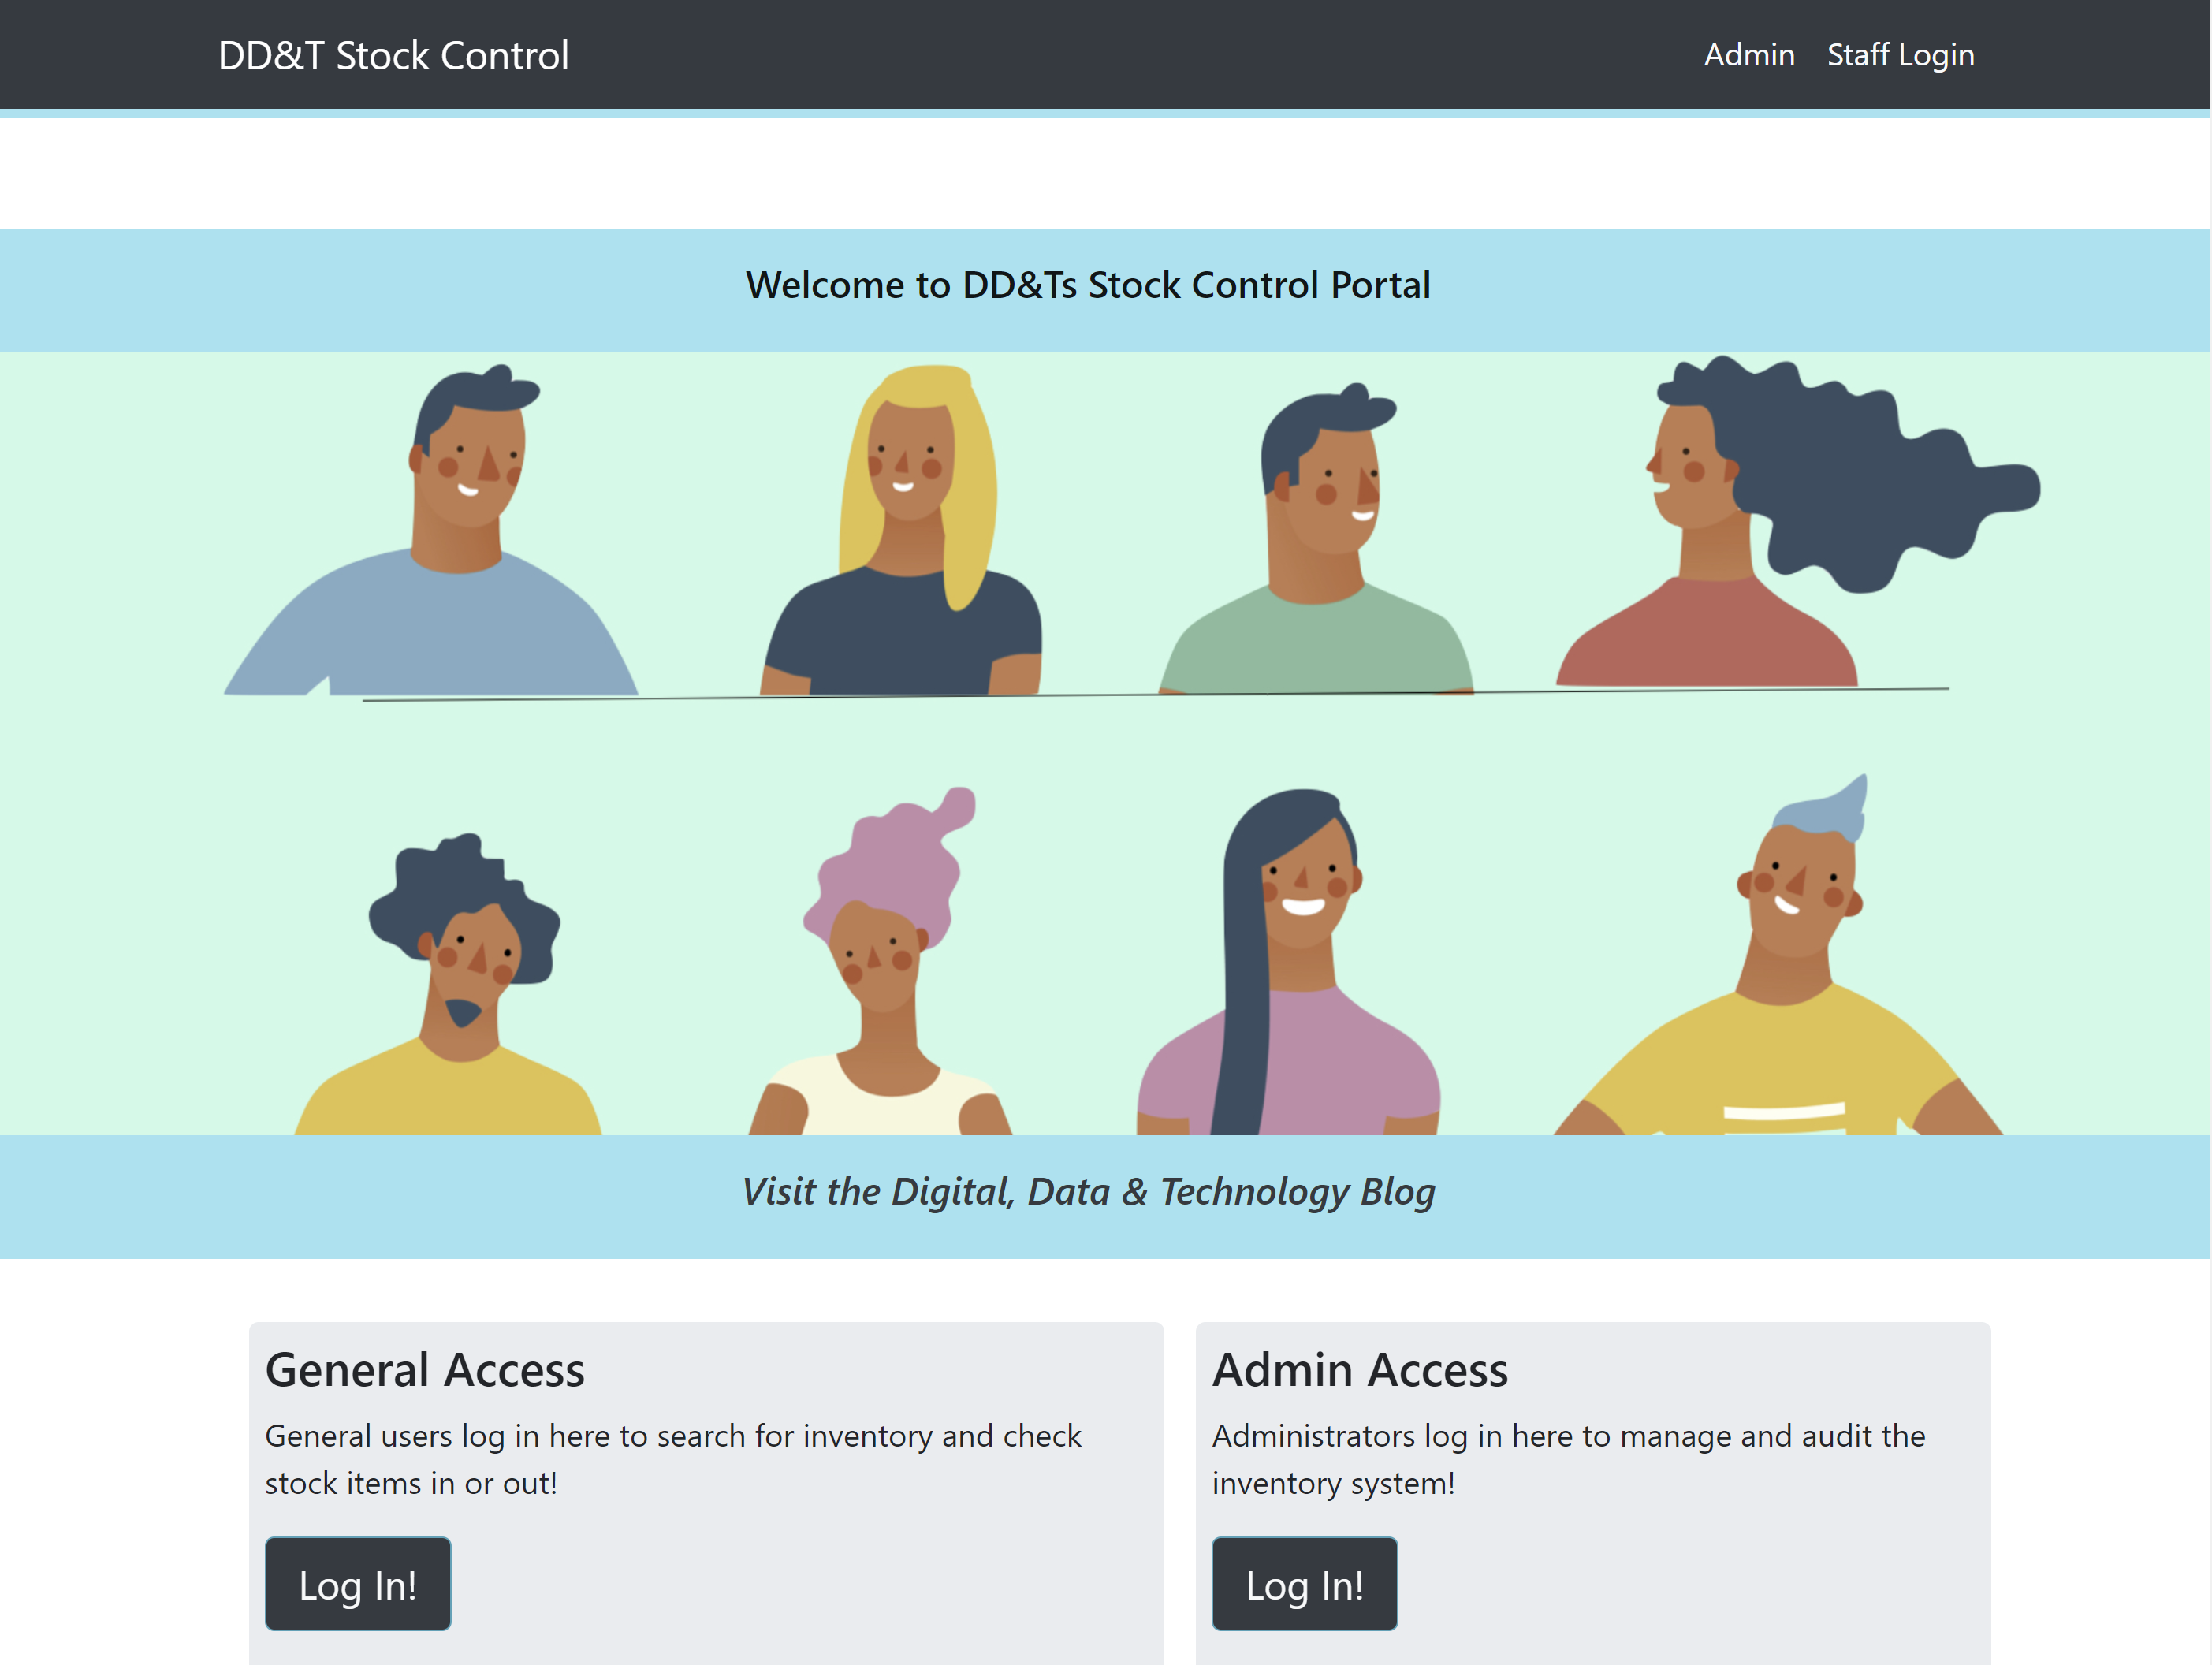 DD&T Stock Control
Admin Staff Login
Welcome to DD&Ts Stock Control Portal
Visit the Digital, Data & Technology Blog
General Access
General users log in here to search for inventory and check
stock items in or out!
Log In!
Admin Access
Administrators log in here to manage and audit the
inventory system!
Log In!